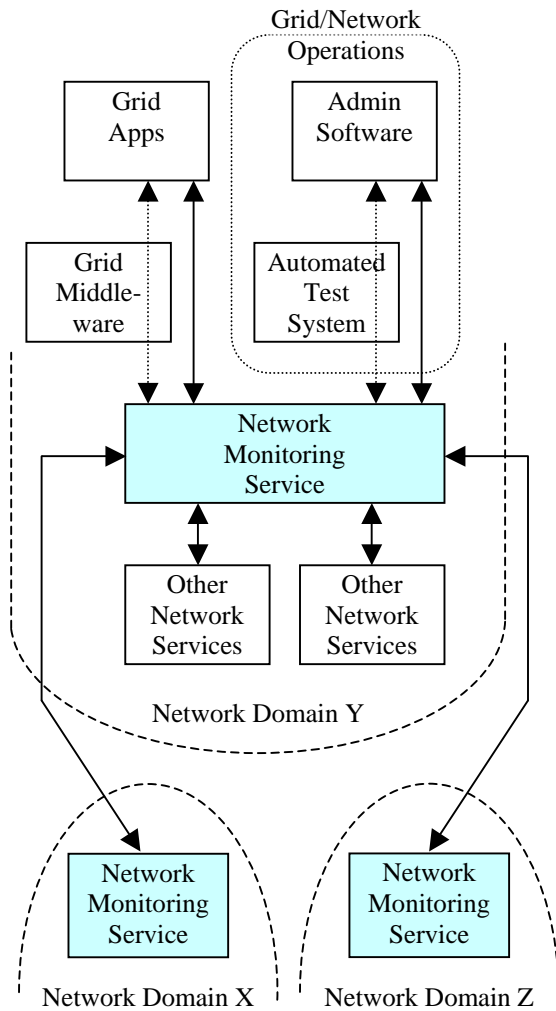 Grid/Network
Operations
Grid
Apps
Admin
Software
Grid
Middle-
ware
Automated
Test
System
Network
Monitoring
Service
Other
Network
Services
Other
Network
Services
Network Domain Y
Network
Monitoring
Service
Network
Monitoring
Service
Network Domain X
Network Domain Z